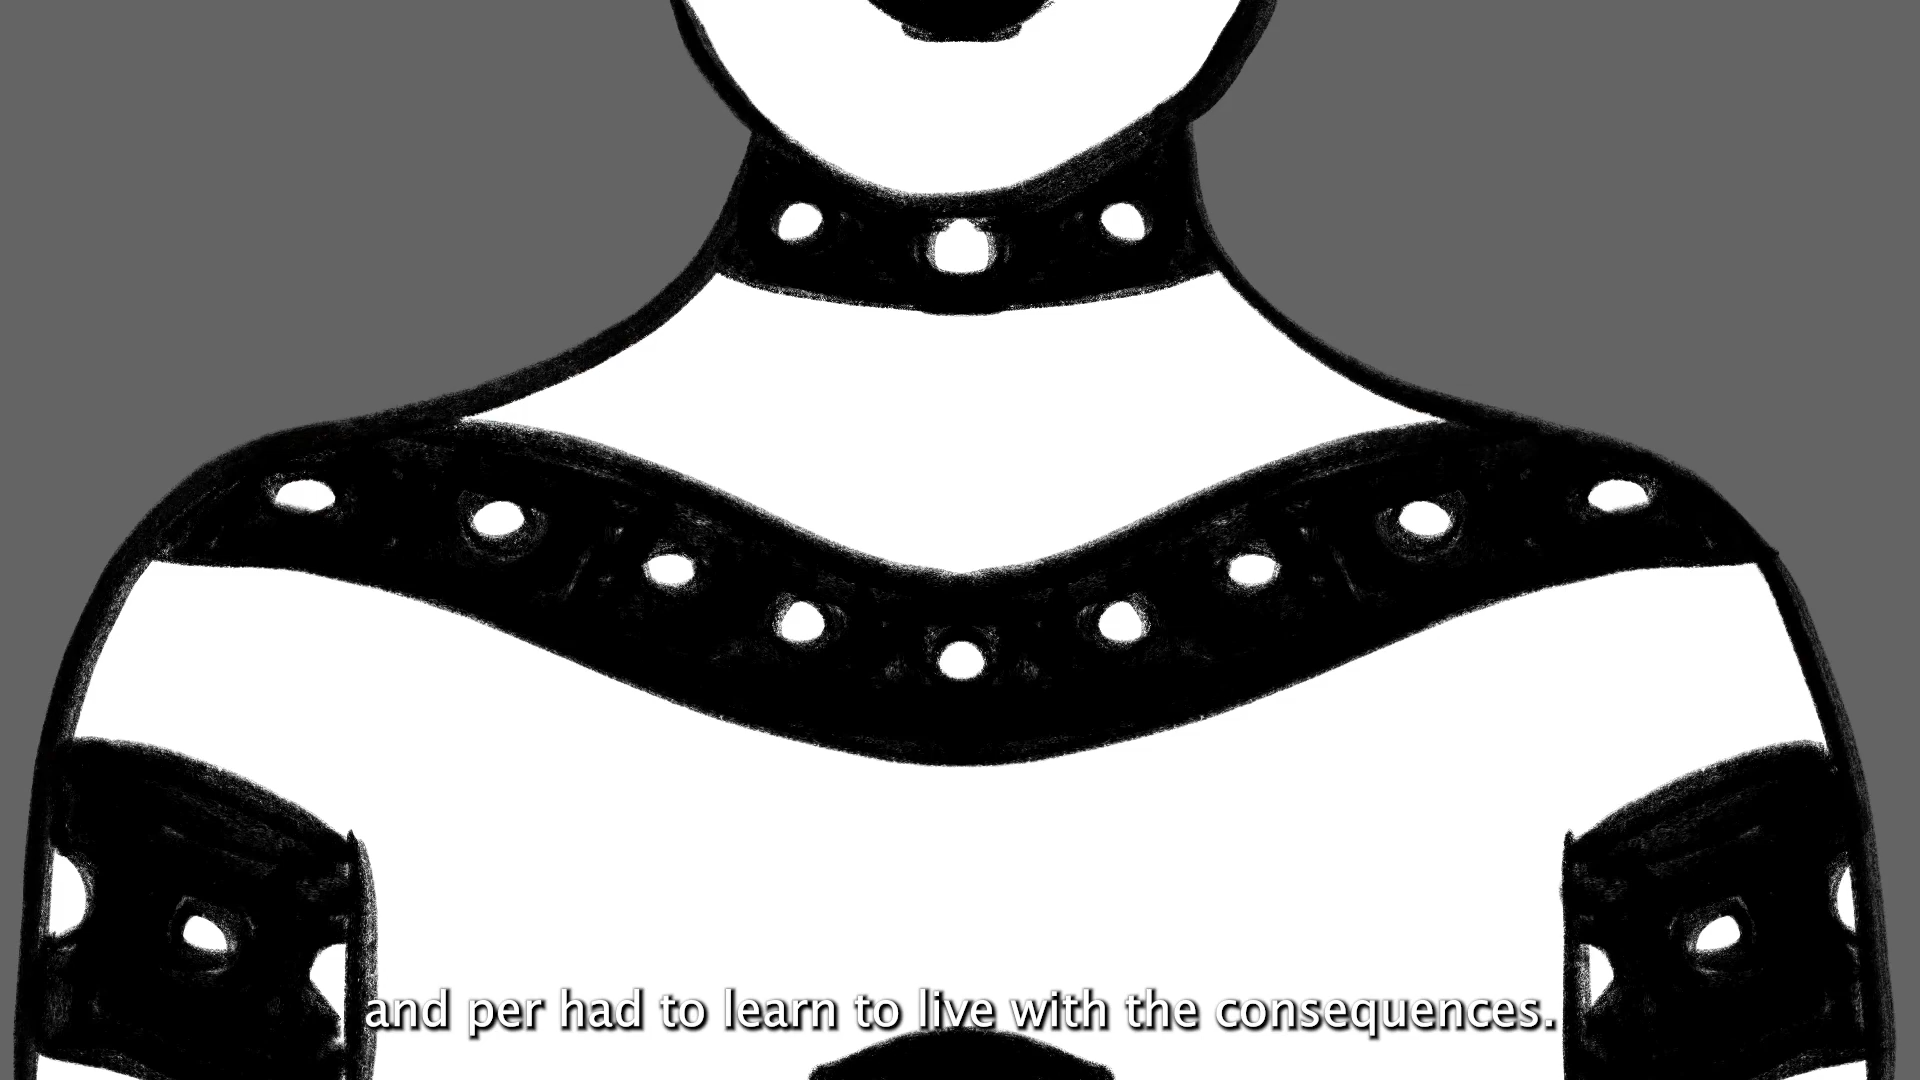 and per had to learn to live with the consequences.